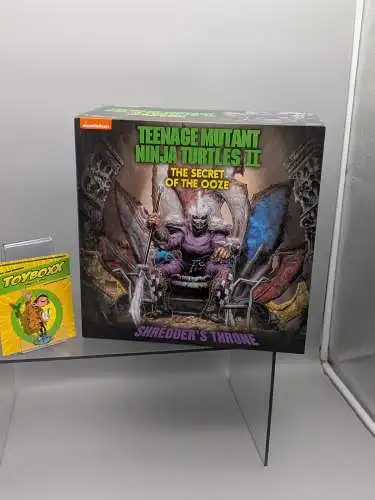 nickelodeon
TEENAGE MUTANT
NINJA TURTLES II
THE SECRET
OF THE OOZE
SHREDDER'S THRONE
TOYBOXX